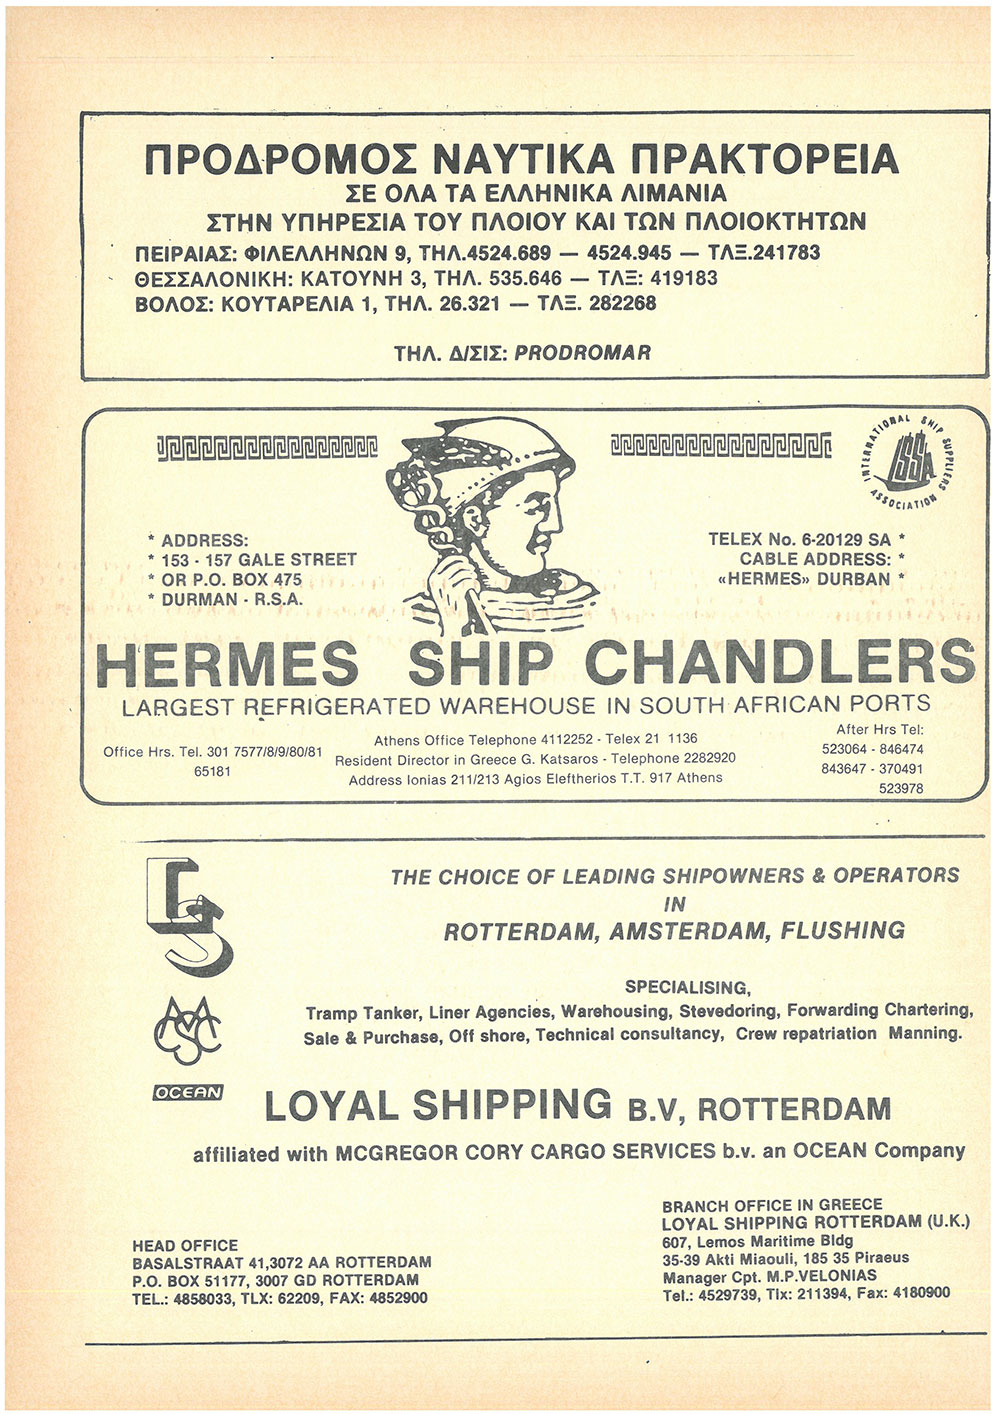 ΠΡΟΔΡΟΜΟΣ ΝΑΥΤΙΚΑ ΠΡΑΚΤΟΡΕΙΑ
ΣΕ ΟΛΑ ΤΑ ΕΛΛΗΝΙΚΑ ΛΙΜΑΝΙΑ
ΣΤΗΝ ΥΠΗΡΕΣΙΑ ΤΟΥ ΠΛΟΙΟΥ ΚΑΙ ΤΩΝ ΠΛΟΙΟΚΤΗΤΩΝ
ΠΕΙΡΑΙΑΣ: ΦΙΛΕΛΛΗΝΩΝ 9, ΤΗΛ.4524.689 — 4524.945 — ΤΛΞ.241783
ΘΕΣΣΑΛΟΝΙΚΗ: ΚΑΤΟΥΝΗ 3, ΤΗΛ. 535.646 — ΤΛΞ: 419183
ΒΟΛΟΣ: ΚΟΥΤΑΡΕΛΙΑ 1, ΤΗΛ. 26.321 — ΤΛΞ. 282268
ΤΗΛ. Δ/ΣΙΣ: PRODROMAR
INTERNATIONAL SHIP SUPPLIERS ASSOCIATION
ISSA
* ADDRESS:
* 153 - 157 GALE STREET
* OR P.O. BOX 475
* DURMAN - R.S.A.
TELEX No. 6-20129 SA *
CABLE ADDRESS: *
«HERMES» DURBAN *
HERMES SHIP CHANDLERS
LARGEST REFRIGERATED WAREHOUSE IN SOUTH AFRICAN PORTS
Office Hrs. Tel. 301 7577/8/9/80/81
65181
Athens Office Telephone 4112252 - Telex 21 1136
Resident Director in Greece G. Katsaros - Telephone 2282920
Address Ionias 211/213 Agios Eleftherios T.T. 917 Athens
After Hrs Tel:
523064 - 846474
843647 - 370491
523978
LS
THE CHOICE OF LEADING SHIPOWNERS & OPERATORS
IN
ROTTERDAM, AMSTERDAM, FLUSHING
SPECIALISING,
Tramp Tanker, Liner Agencies, Warehousing, Stevedoring, Forwarding Chartering,
Sale & Purchase, Off shore, Technical consultancy, Crew repatriation Manning.
OCEAN
LOYAL SHIPPING B.V, ROTTERDAM
affiliated with MCGREGOR CORY CARGO SERVICES b.v. an OCEAN Company
HEAD OFFICE
BASALSTRAAT 41,3072 AA ROTTERDAM
P.O. BOX 51177, 3007 GD ROTTERDAM
TEL.: 4858033, TLX: 62209, FAX: 4852900
BRANCH OFFICE IN GREECE
LOYAL SHIPPING ROTTERDAM (U.K.)
607, Lemos Maritime Bldg
35-39 Akti Miaouli, 185 35 Piraeus
Manager Cpt. M.P.VELONIAS
Tel.: 4529739, Tlx: 211394, Fax: 4180900